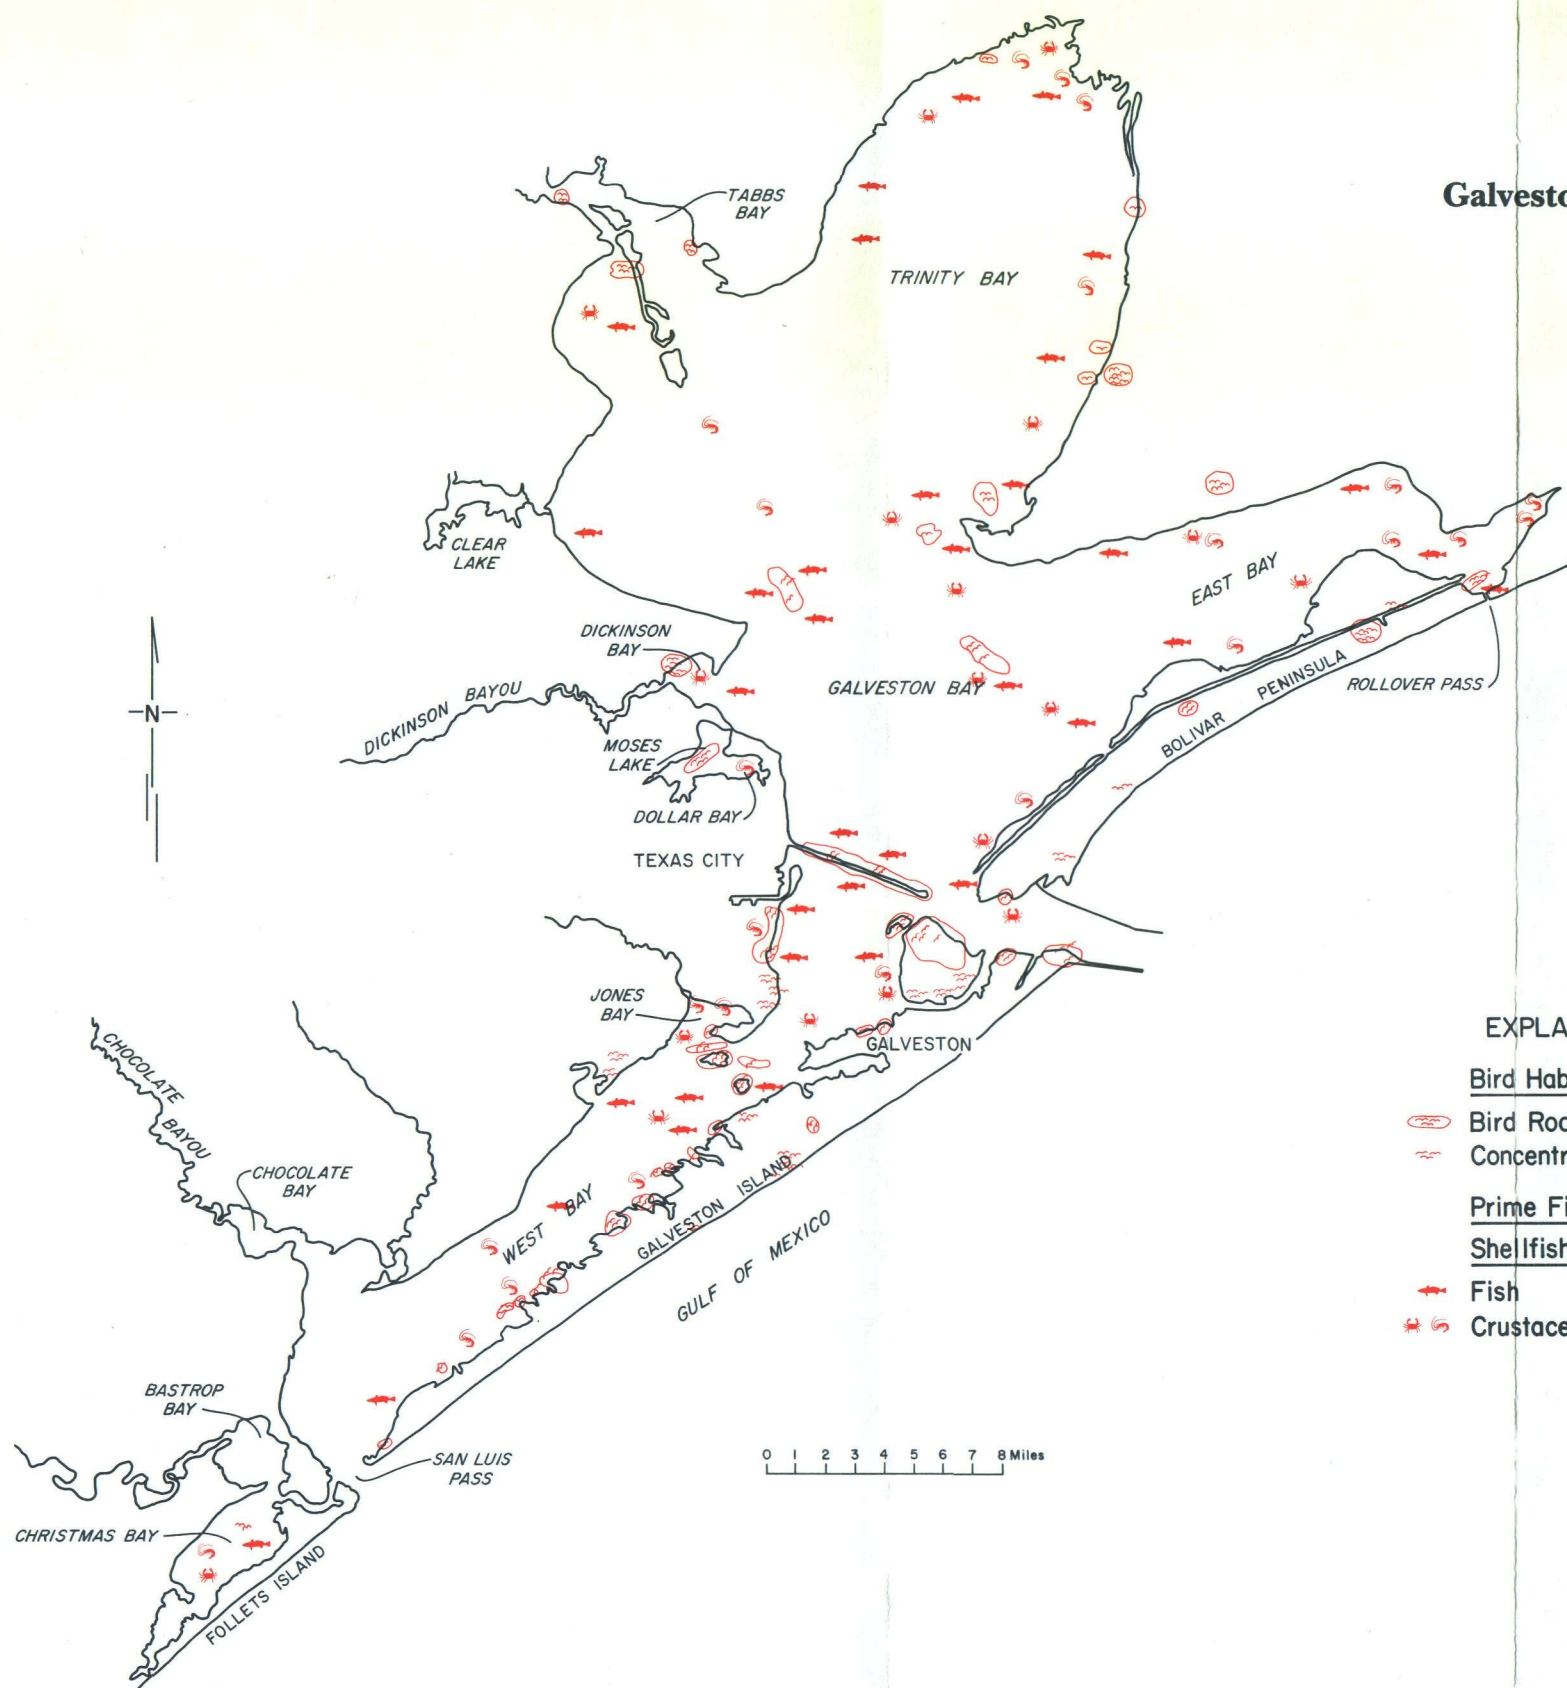 Galvesto
TABBS
BAY
TRINITY BAY
CLEAR
LAKE
EAST BAY
DICKINSON
BAY
DICKINSON BAYOU
GALVESTON BAY
BOLIVAR PENINSULA
ROLLOVER PASS
N
MOSES
LAKE
DOLLAR BAY
TEXAS CITY
JONES
BAY
GALVESTON
CHOCOLATE
BAYOU
CHOCOLATE
BAY
WEST BAY
GALVESTON ISLAND
GULF OF MEXICO
EXPLA
Bird Hab
Bird Roo
Concentr
Prime Fi
Shellfish
Fish
Crustace
BASTROP
BAY
SAN LUIS
PASS
0 1 2 3 4 5 6 7 8 Miles
CHRISTMAS BAY
FOLLETS ISLAND